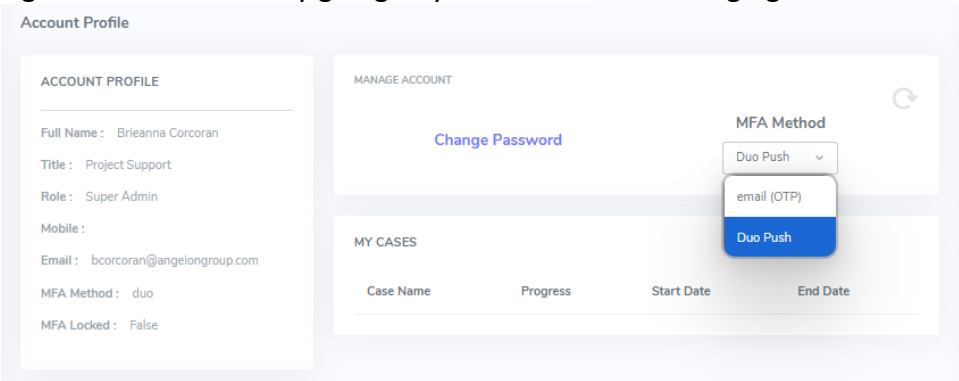 Account Profile
ACCOUNT PROFILE
Full Name : Brieanna Corcoran
Title : Project Support
Role : Super Admin
Mobile :
Email : bcorcoran@angeiongroup.com
MFA Method : duo
MFA Locked : False
MANAGE ACCOUNT
Change Password
MFA Method
Duo Push
email (OTP)
Duo Push
MY CASES
Case Name Progress Start Date End Date